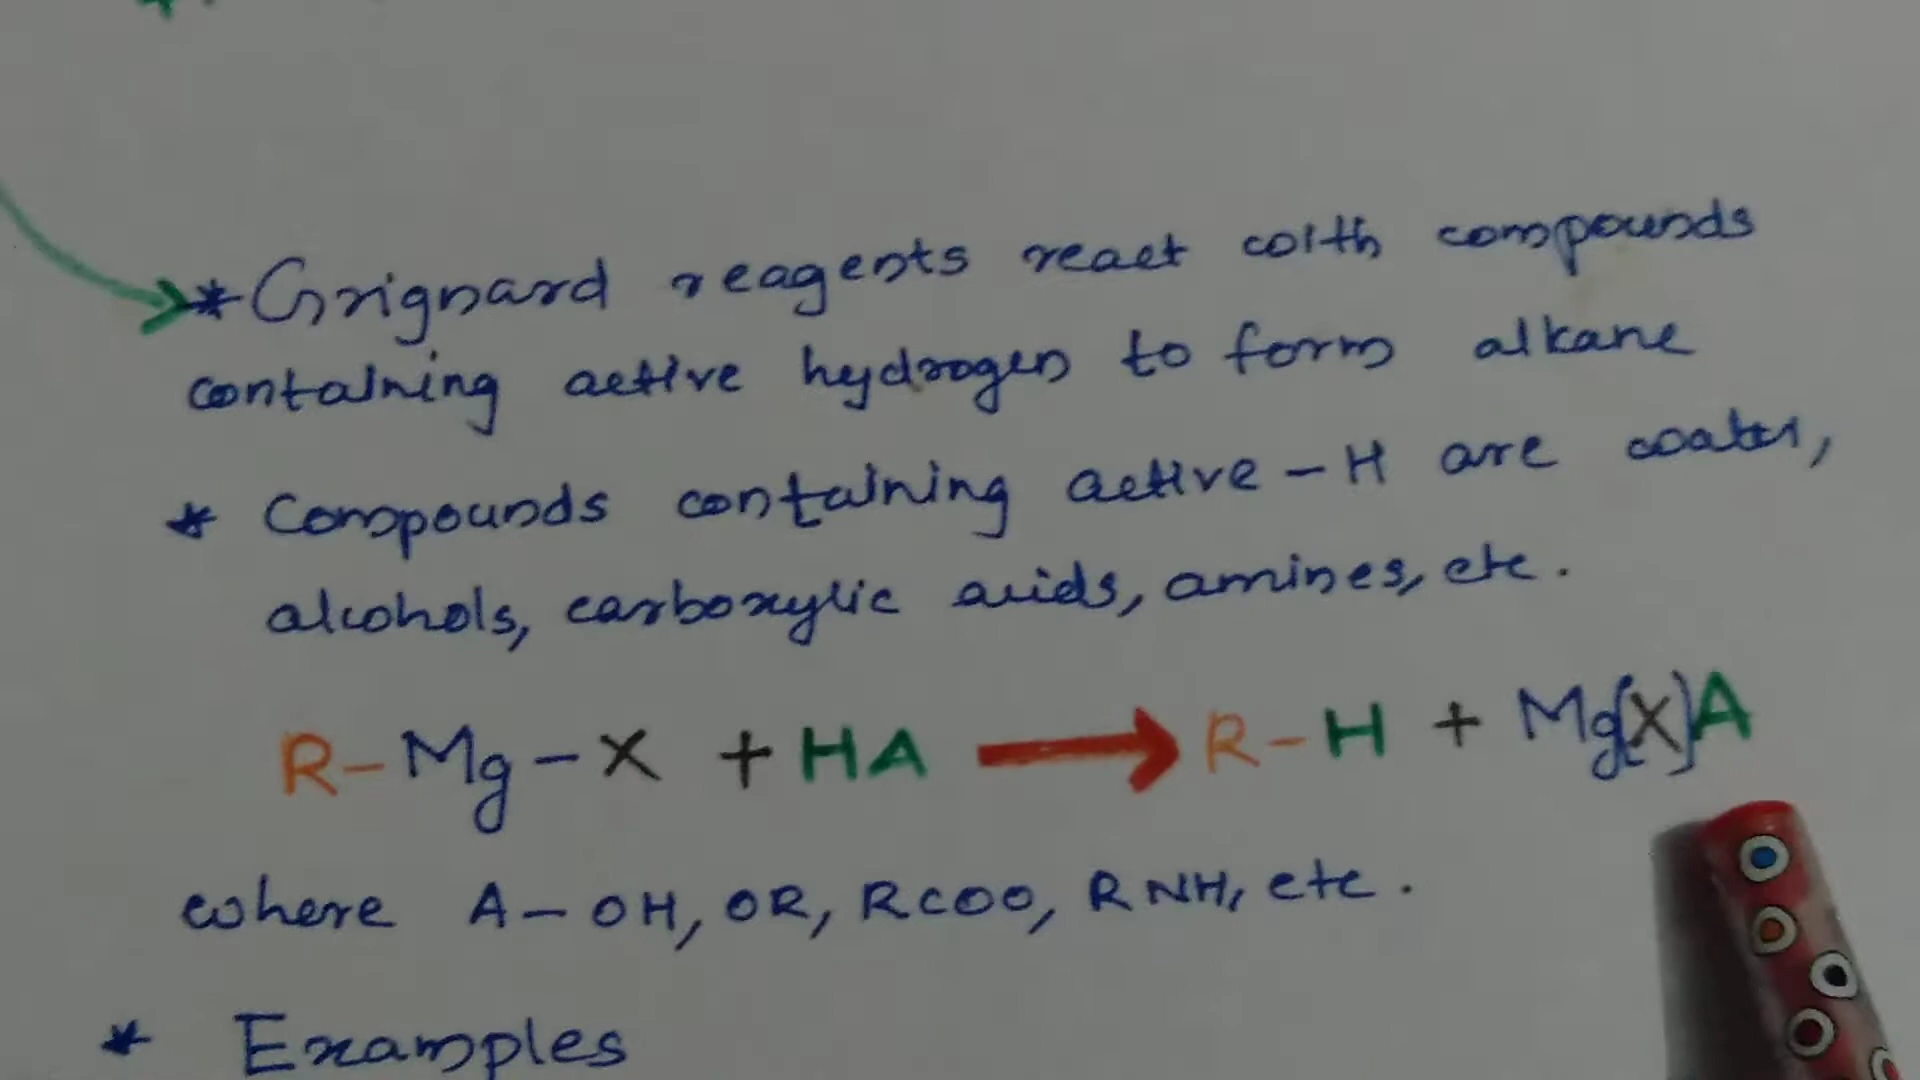 * Grignard reagents react with compounds
containing active hydrogen to form alkane
* Compounds containing active - H are water,
alcohols, carboxylic acids, amines, etc.
R - Mg - X + HA → R - H + Mg(X)A
where A - OH, OR, RCOO, RNH, etc.
* Examples